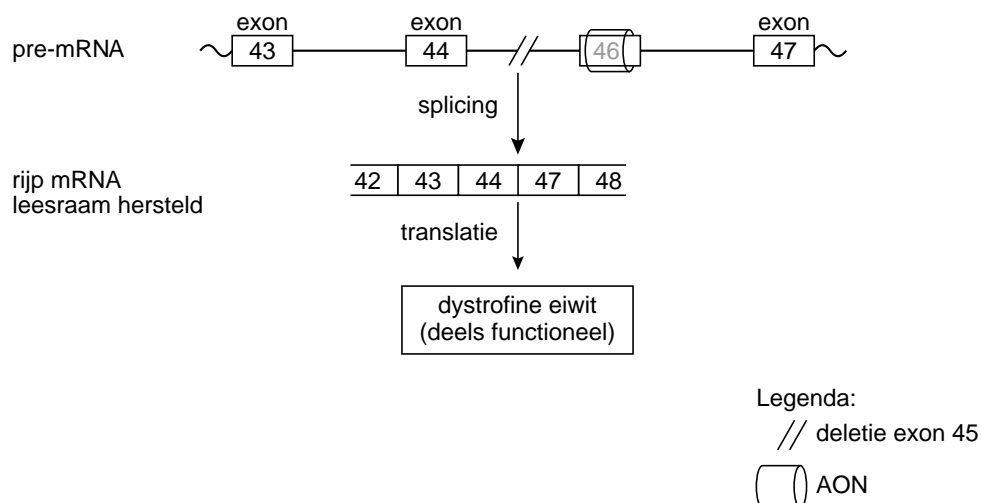 exon exon exon
pre-mRNA 43 44 46 47
splicing
rijp mRNA
leesraam hersteld
42 43 44 47 48
translatie
dystrofine eiwit
(deels functioneel)
Legenda:
deletie exon 45
AON